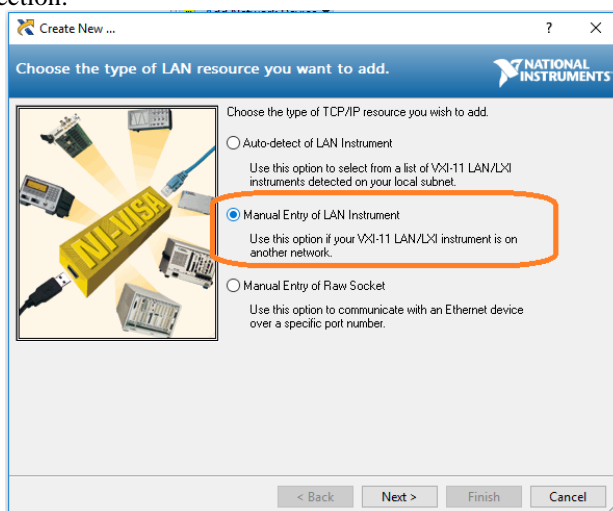 ection.
Create New ...
? ×
Choose the type of LAN resource you want to add.
NATIONAL
INSTRUMENTS
Choose the type of TCP/IP resource you wish to add.
Auto-detect of LAN Instrument
Use this option to select from a list of VXI-11 LAN/LXI
instruments detected on your local subnet.
Manual Entry of LAN Instrument
Use this option if your VXI-11 LAN/LXI instrument is on
another network.
Manual Entry of Raw Socket
Use this option to communicate with an Ethernet device
over a specific port number.
NI-VISA
< Back Next > Finish Cancel